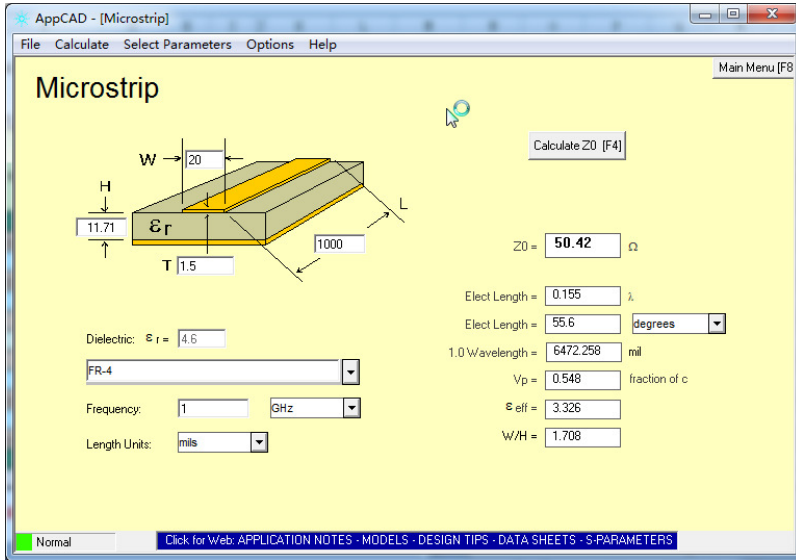 AppCAD - [Microstrip]
File Calculate Select Parameters Options Help
Main Menu [F8
Microstrip
Calculate Z0 [F4]
W 20
H
L
11.71
εr
1000
T 1.5
Z0 = 50.42 Ω
Elect Length = 0.155 λ
Elect Length = 55.6 degrees
1.0 Wavelength = 6472.258 mil
Vp = 0.548 fraction of c
ε eff = 3.326
W/H = 1.708
Dielectric: ε r = 4.6
FR-4
Frequency: 1 GHz
Length Units: mils
Normal
Click for Web: APPLICATION NOTES - MODELS - DESIGN TIPS - DATA SHEETS - S-PARAMETERS